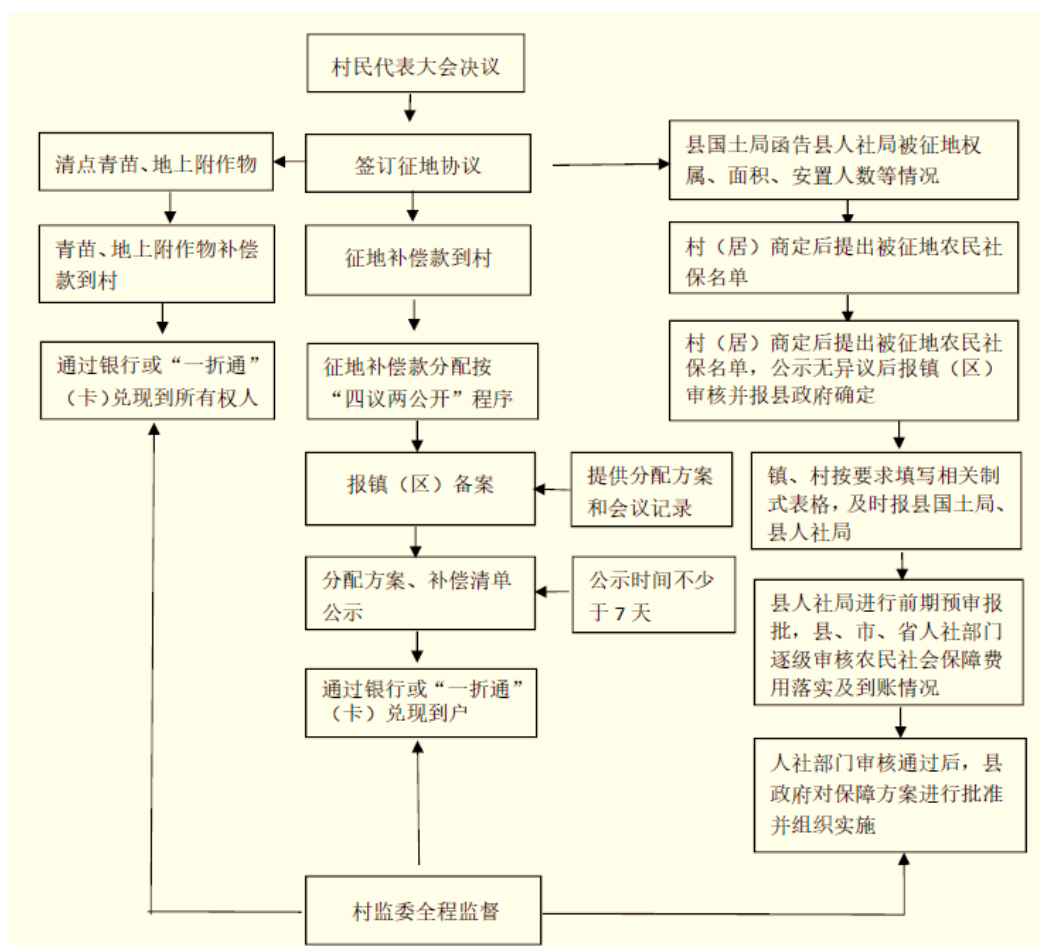 村民代表大会决议
清点青苗、地上附作物
签订征地协议
县国土局函告县人社局被征地权
属、面积、安置人数等情况
青苗、地上附作物补偿
款到村
征地补偿款到村
村（居）商定后提出被征地农民社
保名单
通过银行或“一折通”
（卡）兑现到所有权人
征地补偿款分配按
“四议两公开”程序
村（居）商定后提出被征地农民社
保名单，公示无异议后报镇（区）
审核并报县政府确定
报镇（区）备案
提供分配方案
和会议记录
镇、村按要求填写相关制
式表格，及时报县国土局、
县人社局
分配方案、补偿清单
公示
公示时间不少
于 7 天
县人社局进行前期预审报
批，县、市、省人社部门
逐级审核农民社会保障费
用落实及到账情况
通过银行或“一折通”
（卡）兑现到户
人社部门审核通过后，县
政府对保障方案进行批准
并组织实施
村监委全程监督